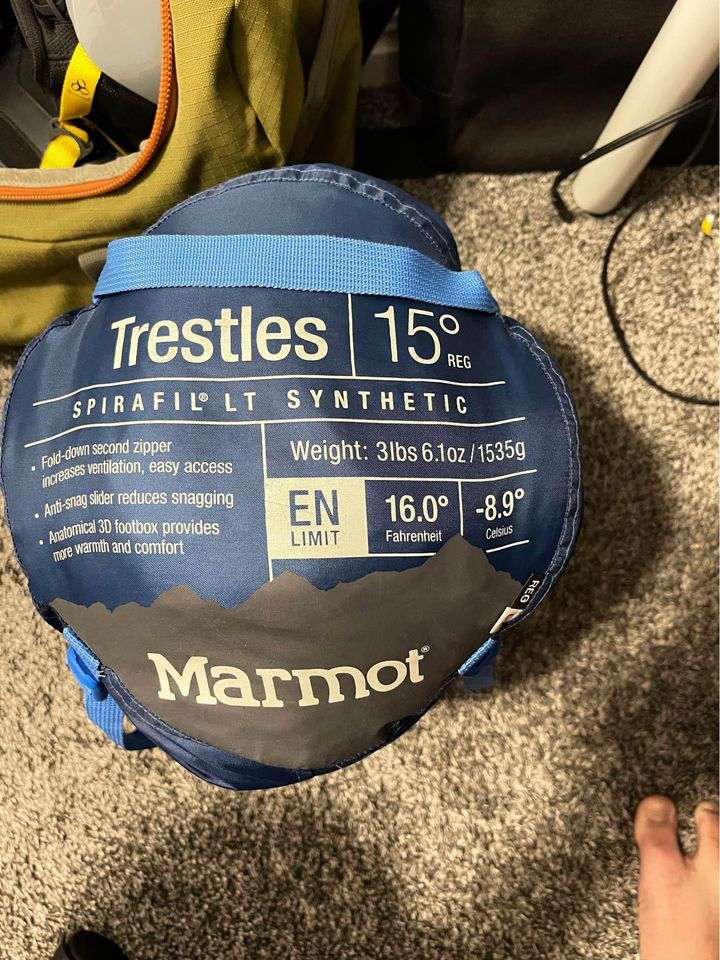 Trestles 15° REG
SPIRAFIL® LT SYNTHETIC
• Fold-down second zipper
increases ventilation, easy access
• Anti-snag slider reduces snagging
• Anatomical 3D footbox provides
more warmth and comfort
Weight: 3lbs 6.1oz / 1535g
EN
LIMIT
16.0°
Fahrenheit
-8.9°
Celsius
REG
Marmot®